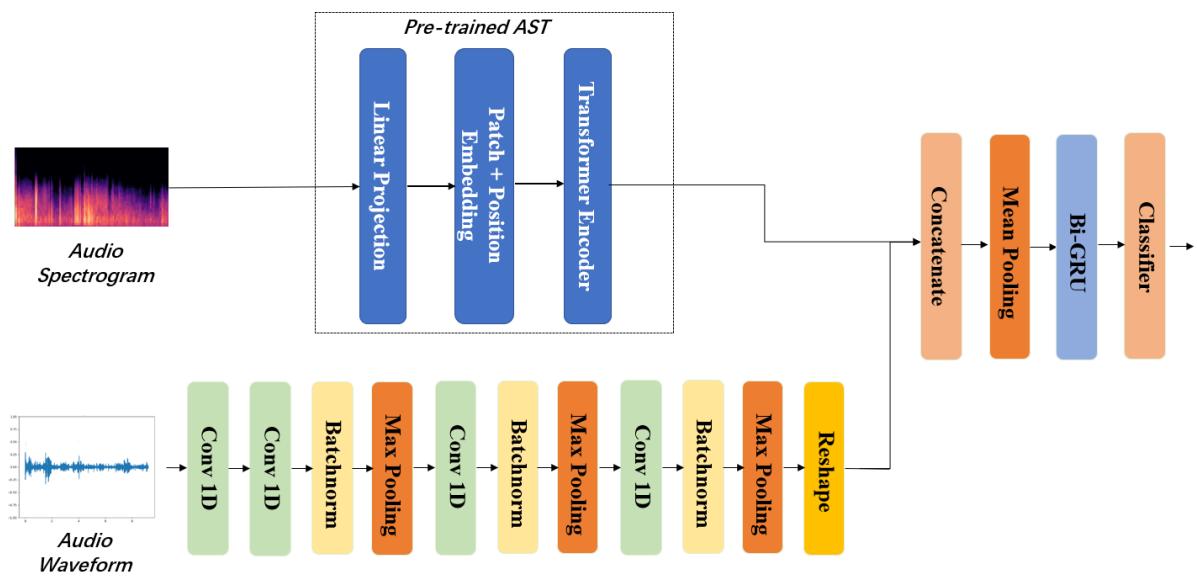 Pre-trained AST
Linear Projection
Patch + Position
Embedding
Transformer Encoder
Audio
Spectrogram
Concatenate
Mean Pooling
Bi-GRU
Classifier
Conv 1D
Conv 1D
Batchnorm
Max Pooling
Conv 1D
Batchnorm
Max Pooling
Conv 1D
Batchnorm
Max Pooling
Reshape
Audio
Waveform